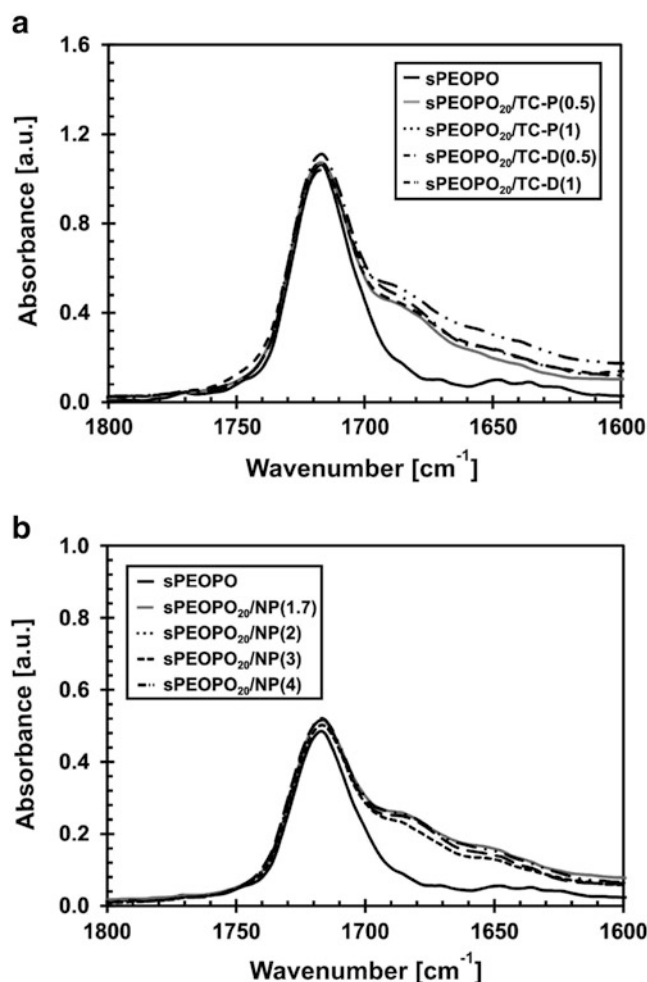 a
1.6
1.2
0.8
0.4
0.0
Absorbance [a.u.]
sPEOPO
sPEOPO₂₀/TC-P(0.5)
sPEOPO₂₀/TC-P(1)
sPEOPO₂₀/TC-D(0.5)
sPEOPO₂₀/TC-D(1)
1800 1750 1700 1650 1600
Wavenumber [cm⁻¹]
b
1.0
0.8
0.6
0.4
0.2
0.0
Absorbance [a.u.]
sPEOPO
sPEOPO₂₀/NP(1.7)
sPEOPO₂₀/NP(2)
sPEOPO₂₀/NP(3)
sPEOPO₂₀/NP(4)
1800 1750 1700 1650 1600
Wavenumber [cm⁻¹]